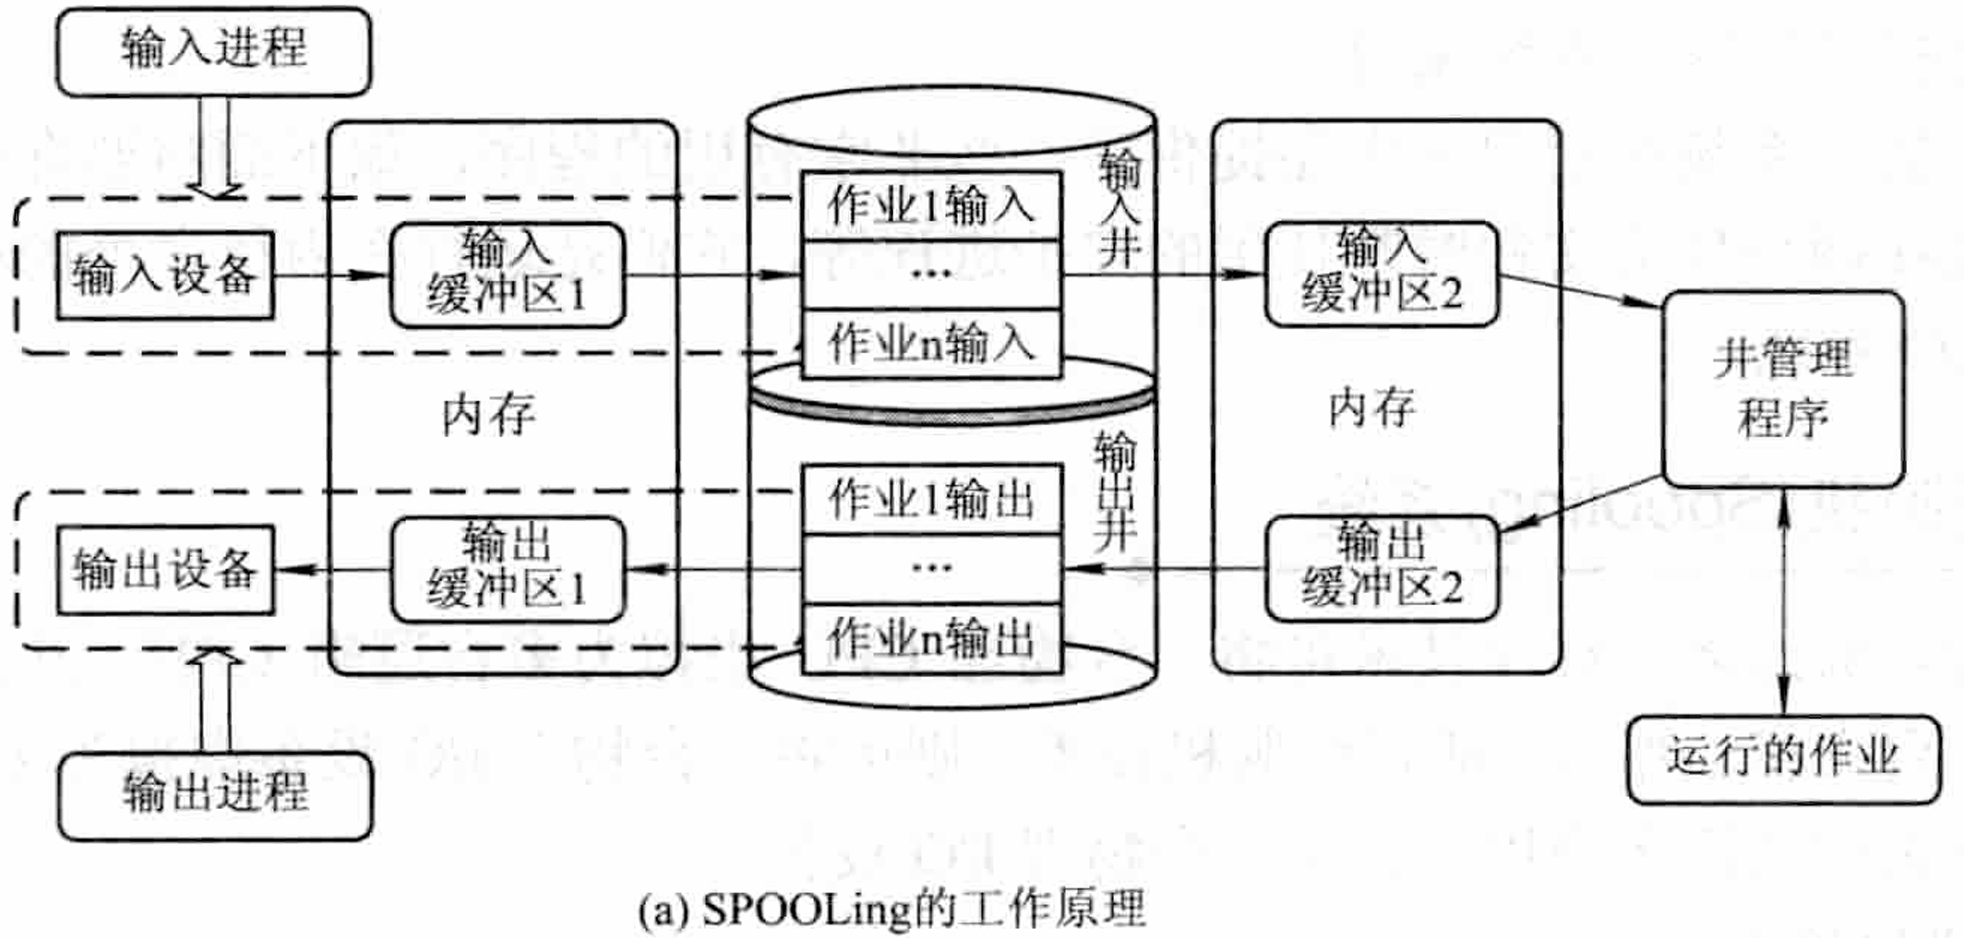 输入进程
输入设备
输入
缓冲区1
内存
作业1输入
...
作业n输入
输入井
输入
缓冲区2
内存
井管理
程序
输出设备
输出
缓冲区1
作业1输出
...
作业n输出
输出井
输出
缓冲区2
输出进程
运行的作业
(a) SPOOLing的工作原理